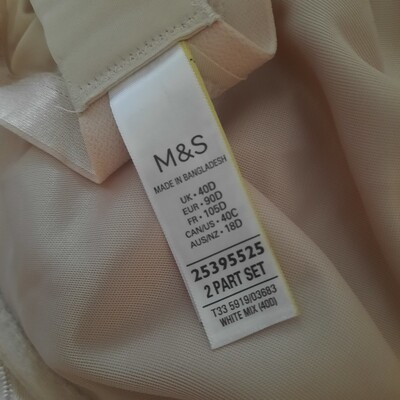 M&S
MADE IN BANGLADESH
UK • 40D
EUR • 90D
FR • 105D
CAN/US • 40C
AUS/NZ • 18D
25395525
2 PART SET
T33 5919/03683
WHITE MIX (40D)